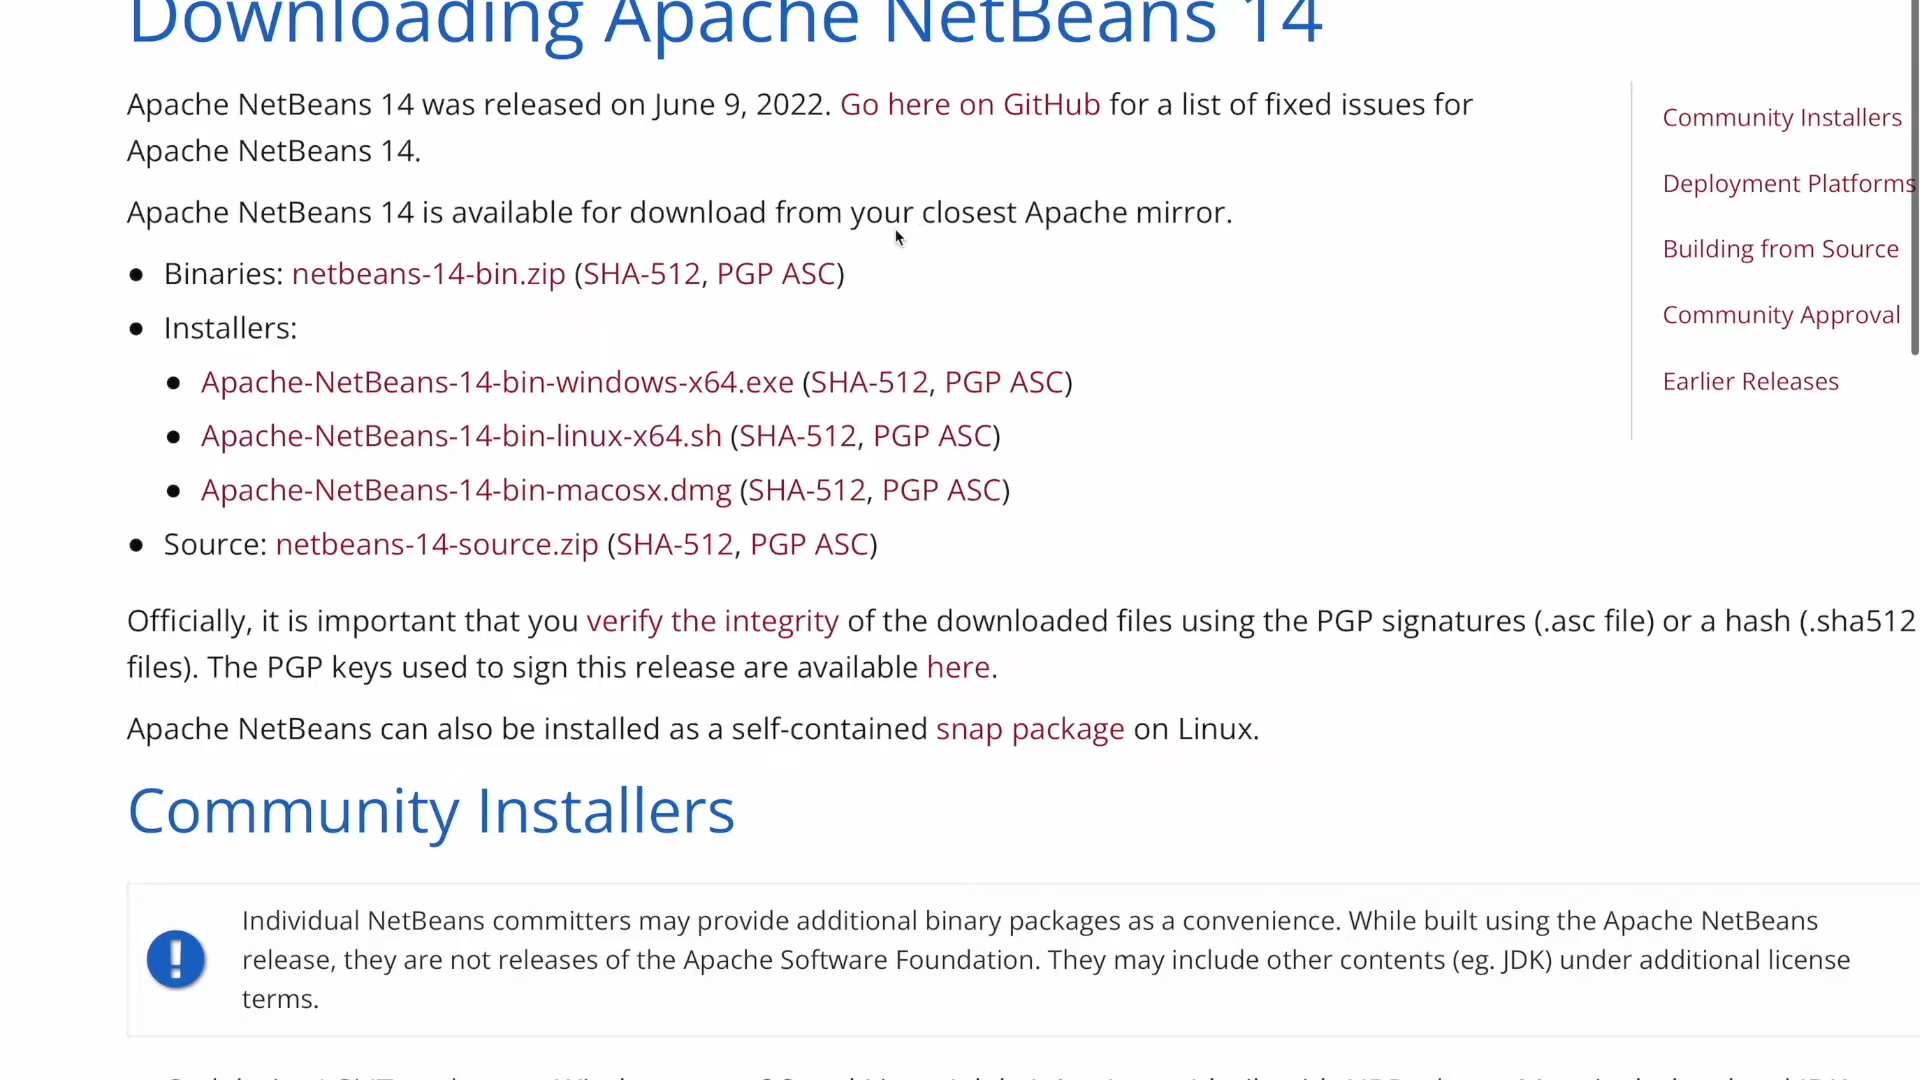 Downloading Apache NetBeans 14
Apache NetBeans 14 was released on June 9, 2022. Go here on GitHub for a list of fixed issues for
Apache NetBeans 14.
Apache NetBeans 14 is available for download from your closest Apache mirror.
Binaries: netbeans-14-bin.zip (SHA-512, PGP ASC)
Installers:
Apache-NetBeans-14-bin-windows-x64.exe (SHA-512, PGP ASC)
Apache-NetBeans-14-bin-linux-x64.sh (SHA-512, PGP ASC)
Apache-NetBeans-14-bin-macosx.dmg (SHA-512, PGP ASC)
Source: netbeans-14-source.zip (SHA-512, PGP ASC)
Officially, it is important that you verify the integrity of the downloaded files using the PGP signatures (.asc file) or a hash (.sha512
files). The PGP keys used to sign this release are available here.
Apache NetBeans can also be installed as a self-contained snap package on Linux.
Community Installers
Individual NetBeans committers may provide additional binary packages as a convenience. While built using the Apache NetBeans
release, they are not releases of the Apache Software Foundation. They may include other contents (eg. JDK) under additional license
terms.
Community Installers
Deployment Platforms
Building from Source
Community Approval
Earlier Releases